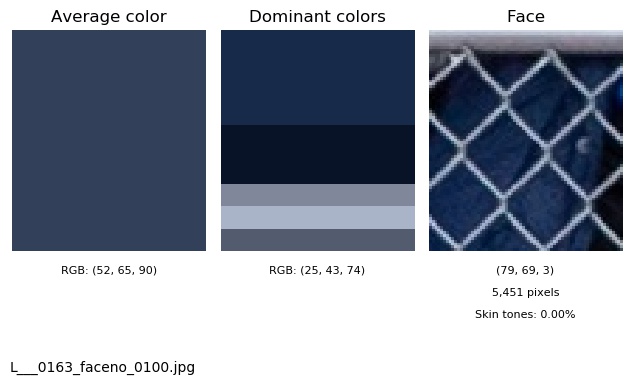 Average color
Dominant colors
Face
RGB: (52, 65, 90)
RGB: (25, 43, 74)
(79, 69, 3)
5,451 pixels
Skin tones: 0.00%
L___0163_faceno_0100.jpg